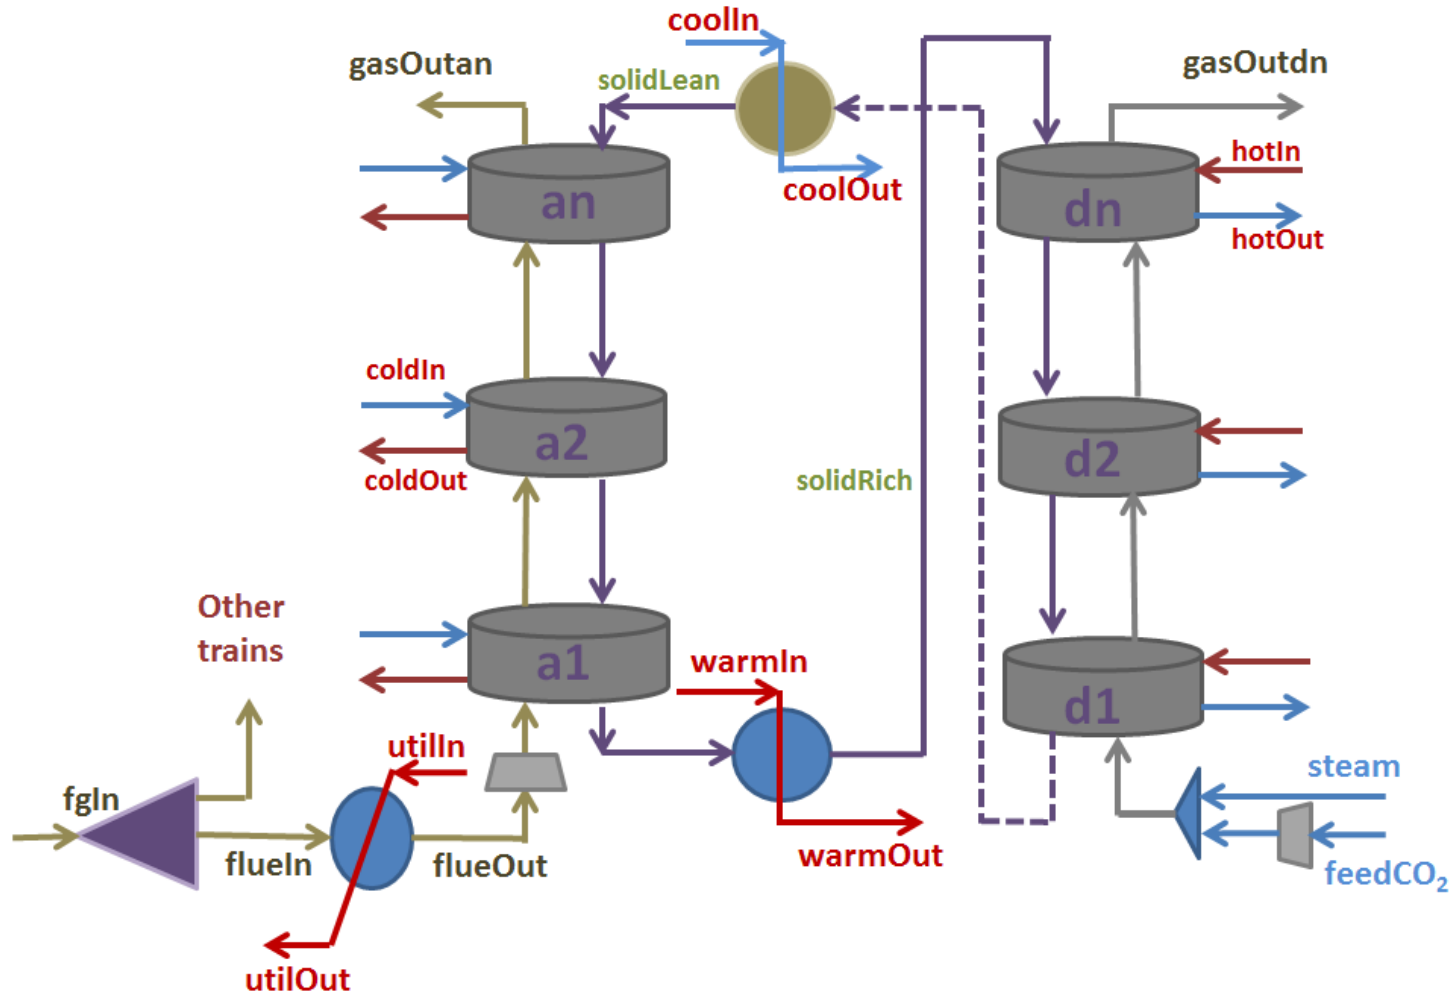 coolIn
gasOutan
solidLean
gasOutdn
hotIn
an
coolOut
dn
hotOut
coldIn
a2
d2
coldOut
solidRich
Other
trains
a1
warmIn
d1
utilIn
steam
fgIn
flueIn
flueOut
warmOut
feedCO₂
utilOut